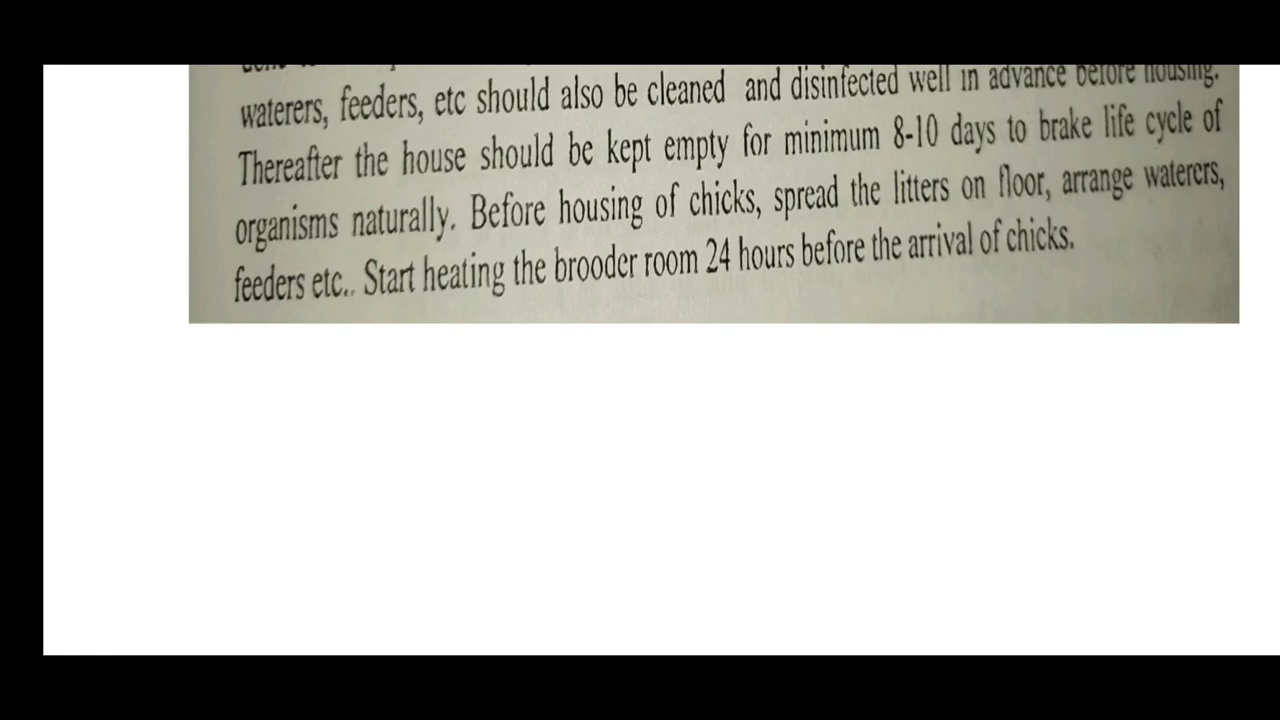 waterers, feeders, etc should also be cleaned and disinfected well in advance before housing.
Thereafter the house should be kept empty for minimum 8-10 days to brake life cycle of
organisms naturally. Before housing of chicks, spread the litters on floor, arrange waterers,
feeders etc.. Start heating the brooder room 24 hours before the arrival of chicks.